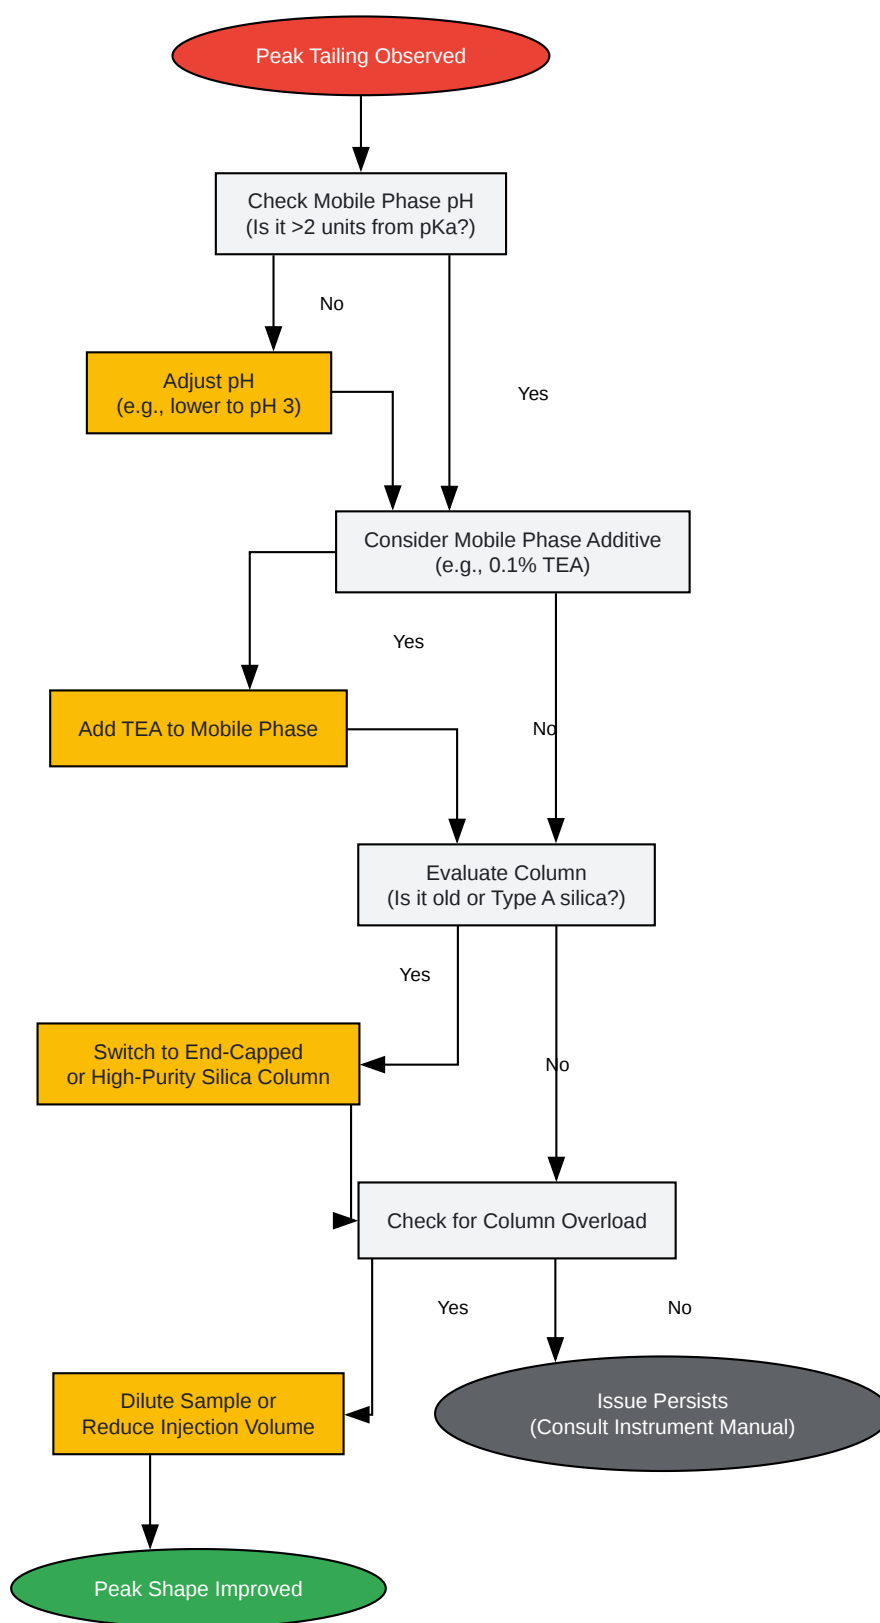 Peak Tailing Observed
Check Mobile Phase pH
(Is it >2 units from pKa?)
No
Adjust pH
(e.g., lower to pH 3)
Yes
Consider Mobile Phase Additive
(e.g., 0.1% TEA)
Yes
Add TEA to Mobile Phase
No
Evaluate Column
(Is it old or Type A silica?)
Yes
Switch to End-Capped
or High-Purity Silica Column
No
Check for Column Overload
Yes
No
Dilute Sample or
Reduce Injection Volume
Issue Persists
(Consult Instrument Manual)
Peak Shape Improved